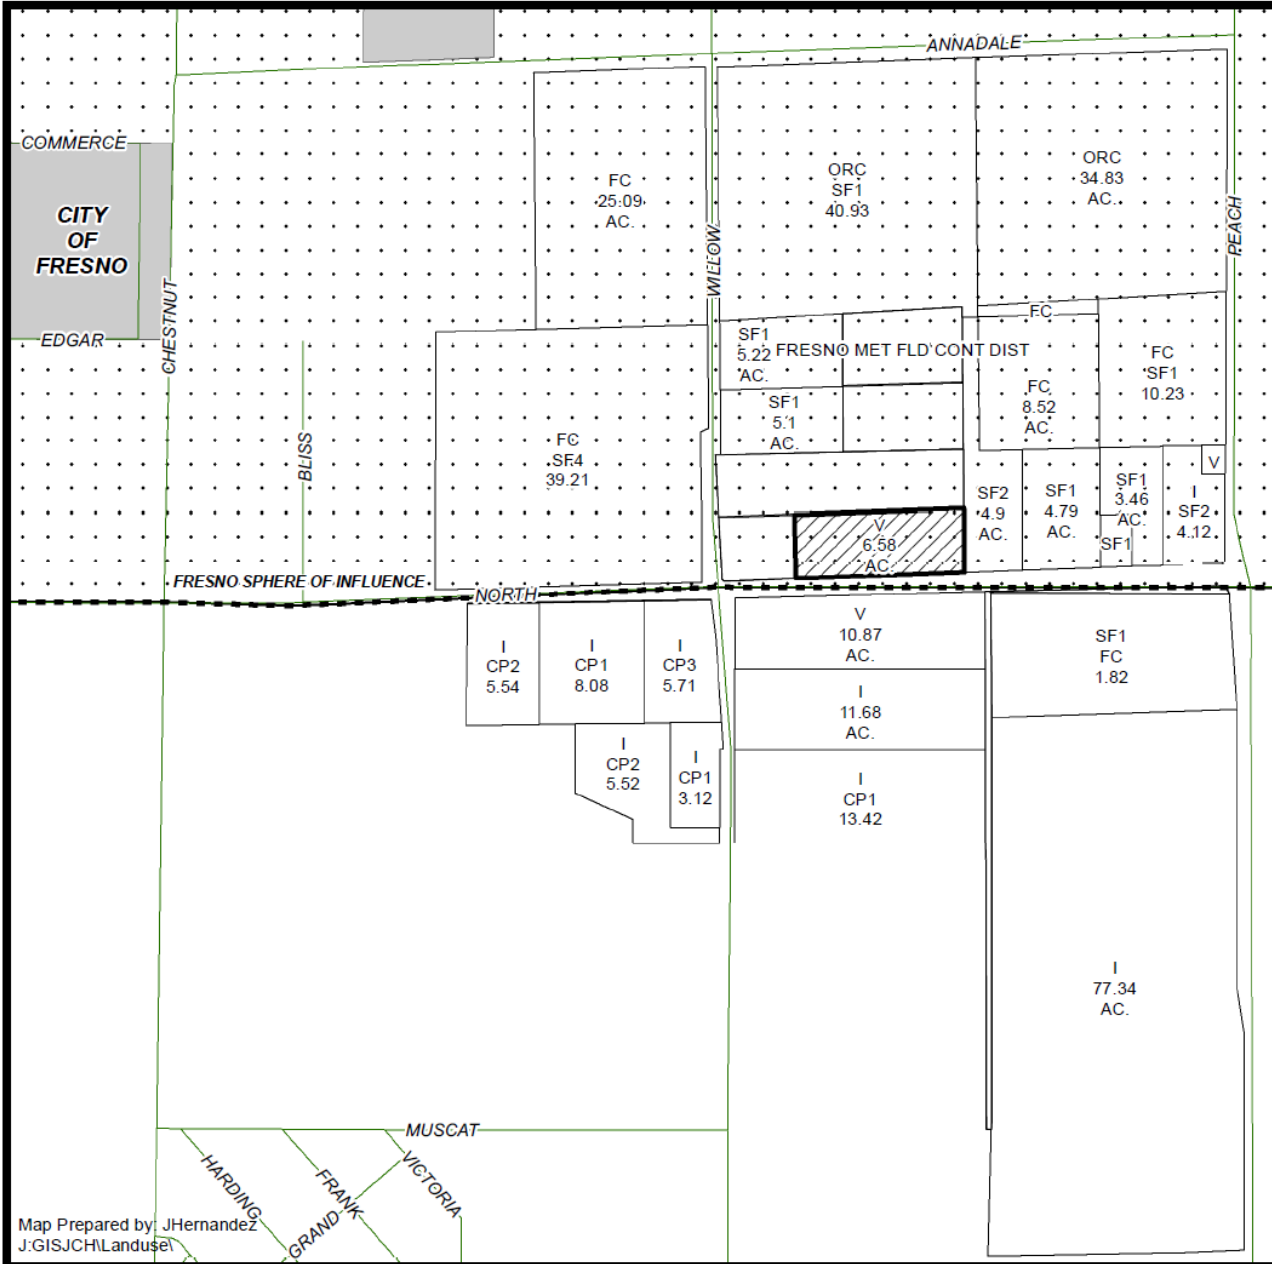 ANNADALE
COMMERCE
CITY
OF
FRESNO
EDGAR
CHESTNUT
BLISS
WILLOW
PEACH
FC
25.09
AC.
ORC
SF1
40.93
ORC
34.83
AC.
FC
SF1
5.22
AC.
FRESNO MET FLD CONT DIST
FC
SF1
10.23
FC
8.52
AC.
SF1
5.1
AC.
FC
SF4
39.21
V
SF2
4.9
AC.
SF1
4.79
AC.
SF1
3.46
AC.
SF1
I
SF2
4.12
V
6.58
AC.
FRESNO SPHERE OF INFLUENCE
NORTH
I
CP2
5.54
I
CP1
8.08
I
CP3
5.71
V
10.87
AC.
SF1
FC
1.82
I
11.68
AC.
I
CP2
5.52
I
CP1
3.12
I
CP1
13.42
I
77.34
AC.
MUSCAT
HARDING
FRANK
GRAND
VICTORIA
Map Prepared by: JHernandez
J:GISJCH\Landuse\